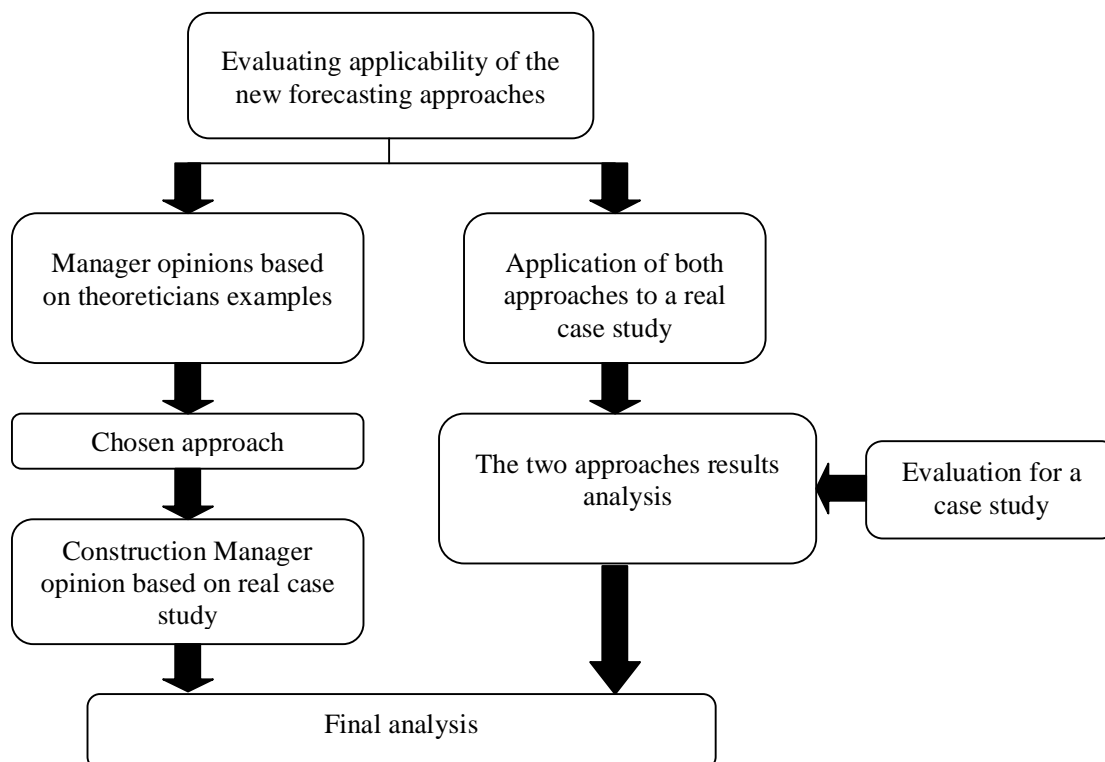 Evaluating applicability of the
new forecasting approaches
Manager opinions based
on theoreticians examples
Application of both
approaches to a real
case study
Chosen approach
The two approaches results
analysis
Evaluation for a
case study
Construction Manager
opinion based on real case
study
Final analysis